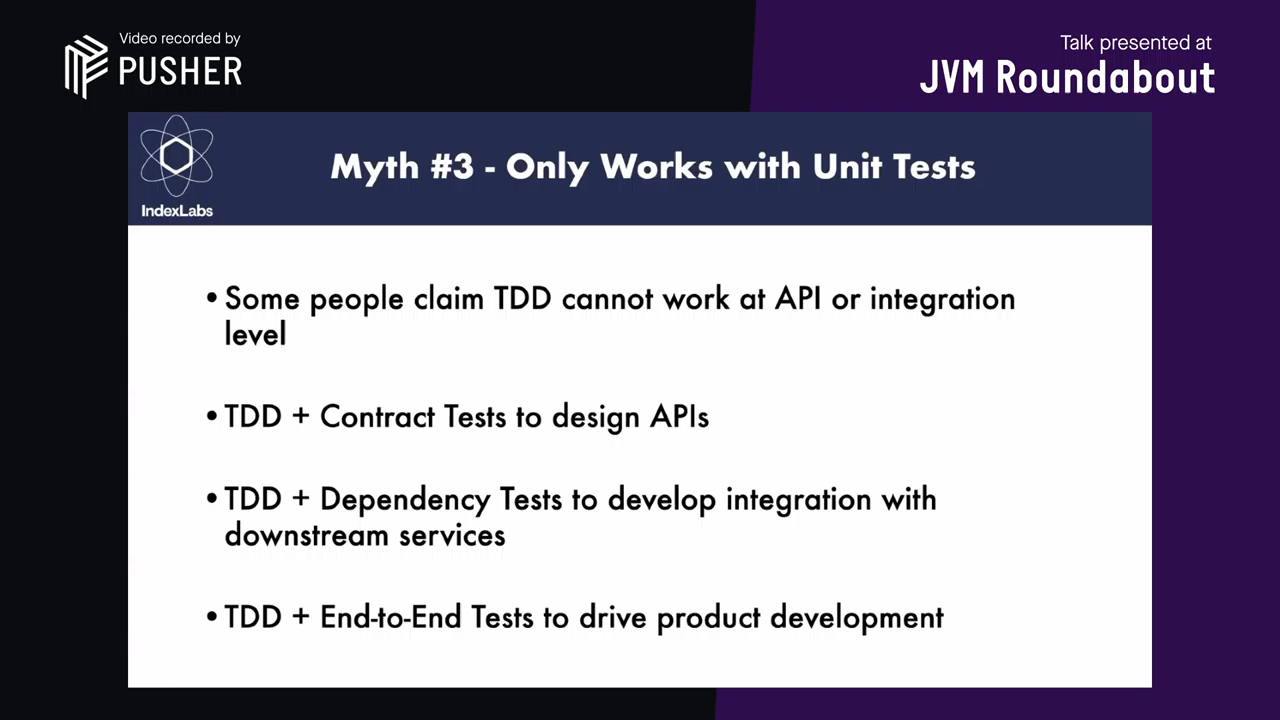 Video recorded by
PUSHER
Talk presented at
JVM Roundabout
IndexLabs
Myth #3 - Only Works with Unit Tests
• Some people claim TDD cannot work at API or integration
level
• TDD + Contract Tests to design APIs
• TDD + Dependency Tests to develop integration with
downstream services
• TDD + End-to-End Tests to drive product development